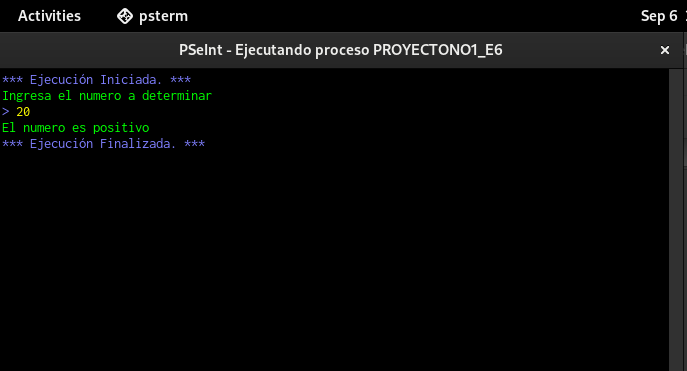 Activities psterm Sep 6
PSeInt - Ejecutando proceso PROYECTONO1_E6 ×
*** Ejecución Iniciada. ***
Ingresa el numero a determinar
> 20
El numero es positivo
*** Ejecución Finalizada. ***